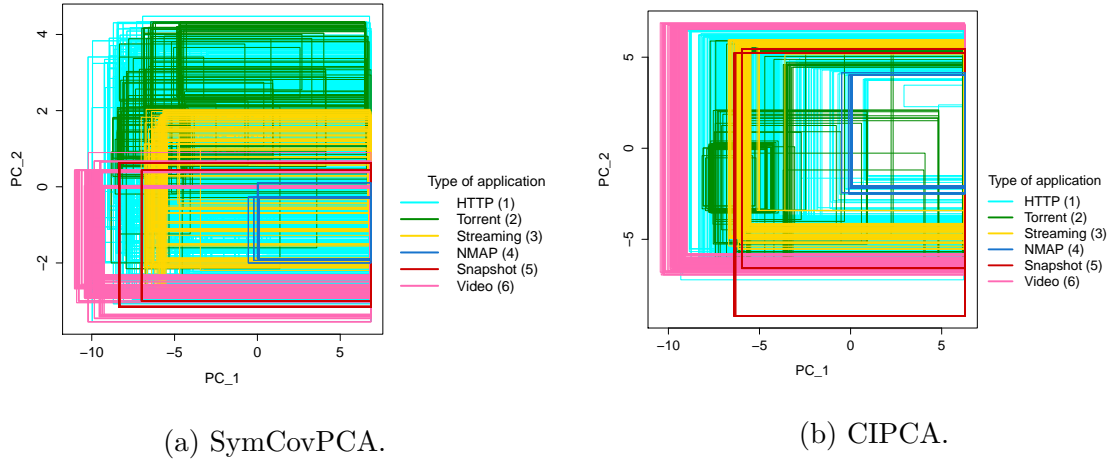 4
2
0
−2
PC_2
−10
−5
0
5
PC_1
Type of application
HTTP (1)
Torrent (2)
Streaming (3)
NMAP (4)
Snapshot (5)
Video (6)
(a) SymCovPCA.
5
0
−5
PC_2
−10
−5
0
5
PC_1
Type of application
HTTP (1)
Torrent (2)
Streaming (3)
NMAP (4)
Snapshot (5)
Video (6)
(b) CIPCA.